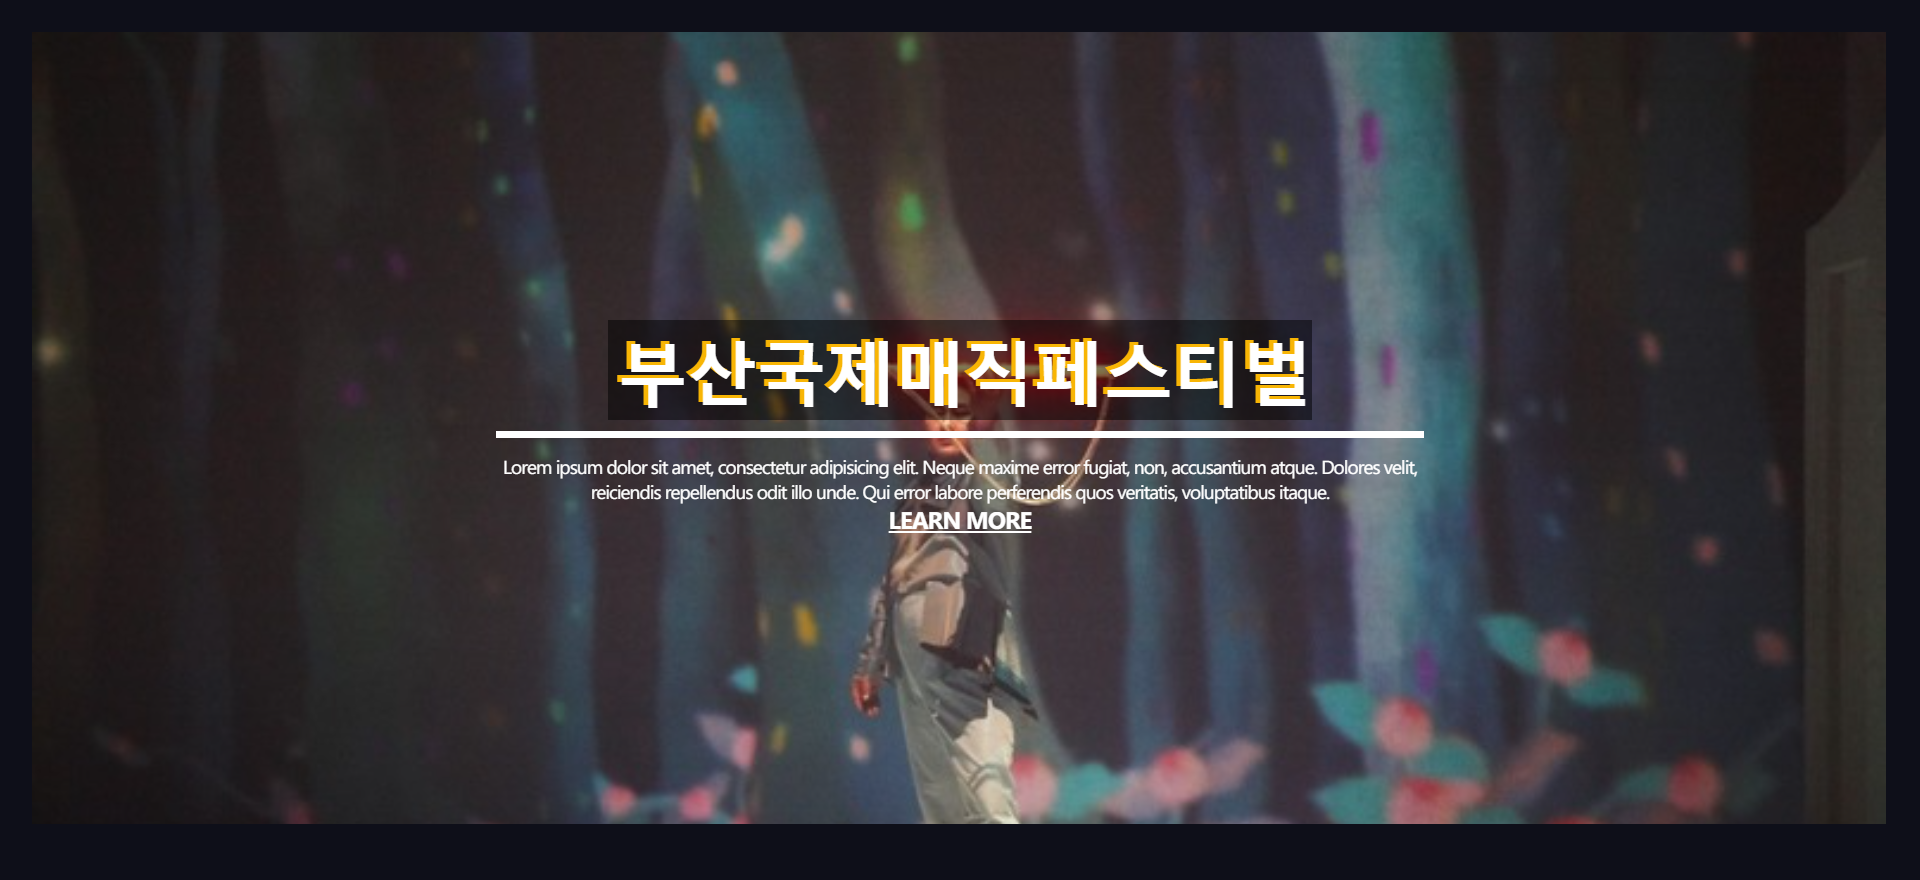 부산국제매직페스티벌
Lorem ipsum dolor sit amet, consectetur adipisicing elit. Neque maxime error fugiat, non, accusantium atque. Dolores velit,
reiciendis repellendus odit illo unde. Qui error labore perferendis quos veritatis, voluptatibus itaque.
LEARN MORE